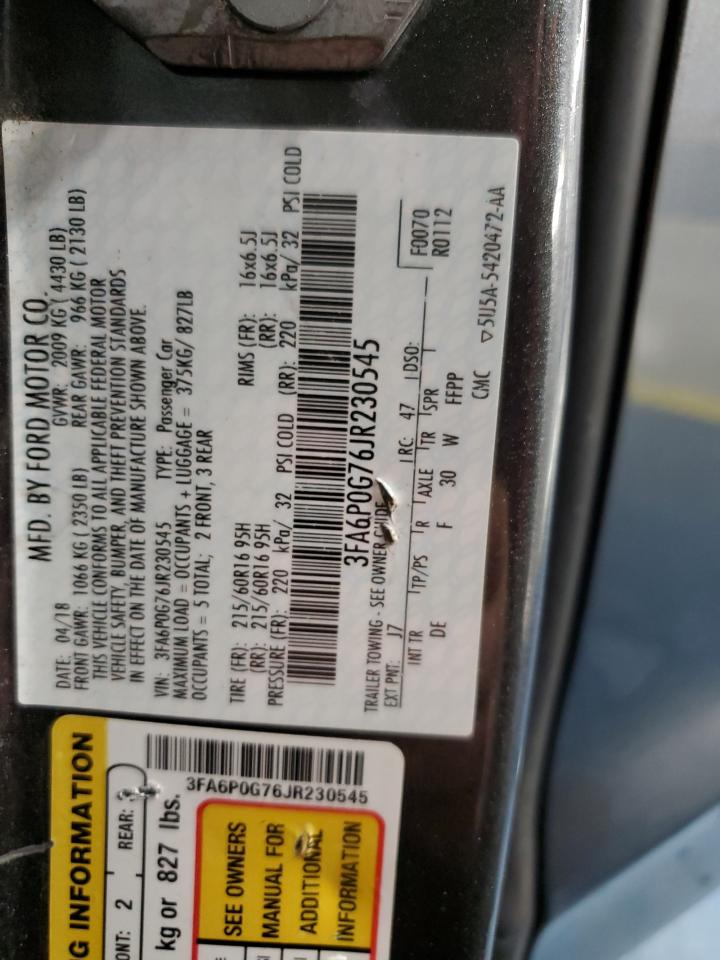 MFD. BY FORD MOTOR CO.
DATE: 04/18 GVWR: 2009 KG ( 4430 LB)
FRONT GAWR: 1066 KG ( 2350 LB) REAR GAWR: 966 KG ( 2130 LB)
THIS VEHICLE CONFORMS TO ALL APPLICABLE FEDERAL MOTOR
VEHICLE SAFETY, BUMPER, AND THEFT PREVENTION STANDARDS
IN EFFECT ON THE DATE OF MANUFACTURE SHOWN ABOVE.
VIN: 3FA6P0G76JR230545 TYPE: Passenger Car
MAXIMUM LOAD = OCCUPANTS + LUGGAGE = 375KG/ 827LB
OCCUPANTS = 5 TOTAL; 2 FRONT, 3 REAR
TIRE (FR): 215/60R16 95H RIMS (FR): 16x6.5J
(RR): 215/60R16 95H (RR): 16x6.5J
PRESSURE (FR): 220 kPa/ 32 PSI COLD (RR): 220 kPa/ 32 PSI COLD
3FA6P0G76JR230545
TRAILER TOWING - SEE OWNER GUIDE
EXT PNT: J7 RC: 47 DSO: F0070
INT TR TP/PS R AXLE TR SPR R0112
DE F 30 W FFPP
CMC ▽5U5A-5420472-AA
G INFORMATION
ONT: 2 REAR: 3
kg or 827 lbs.
3FA6P0G76JR230545
SEE OWNERS
MANUAL FOR
ADDITIONAL
INFORMATION